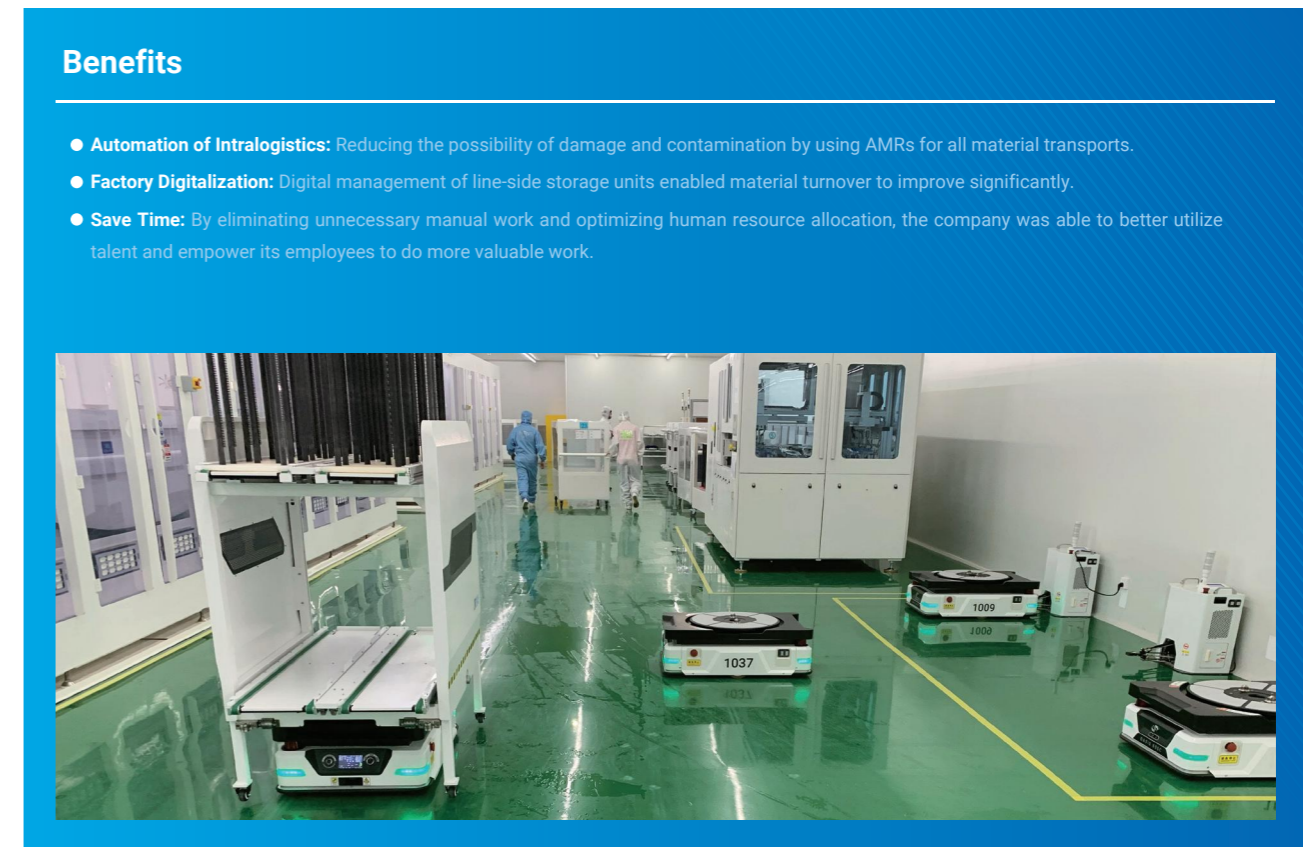 Benefits
● Automation of Intralogistics: Reducing the possibility of damage and contamination by using AMRs for all material transports.
● Factory Digitalization: Digital management of line-side storage units enabled material turnover to improve significantly.
● Save Time: By eliminating unnecessary manual work and optimizing human resource allocation, the company was able to better utilize
talent and empower its employees to do more valuable work.
1009
1037